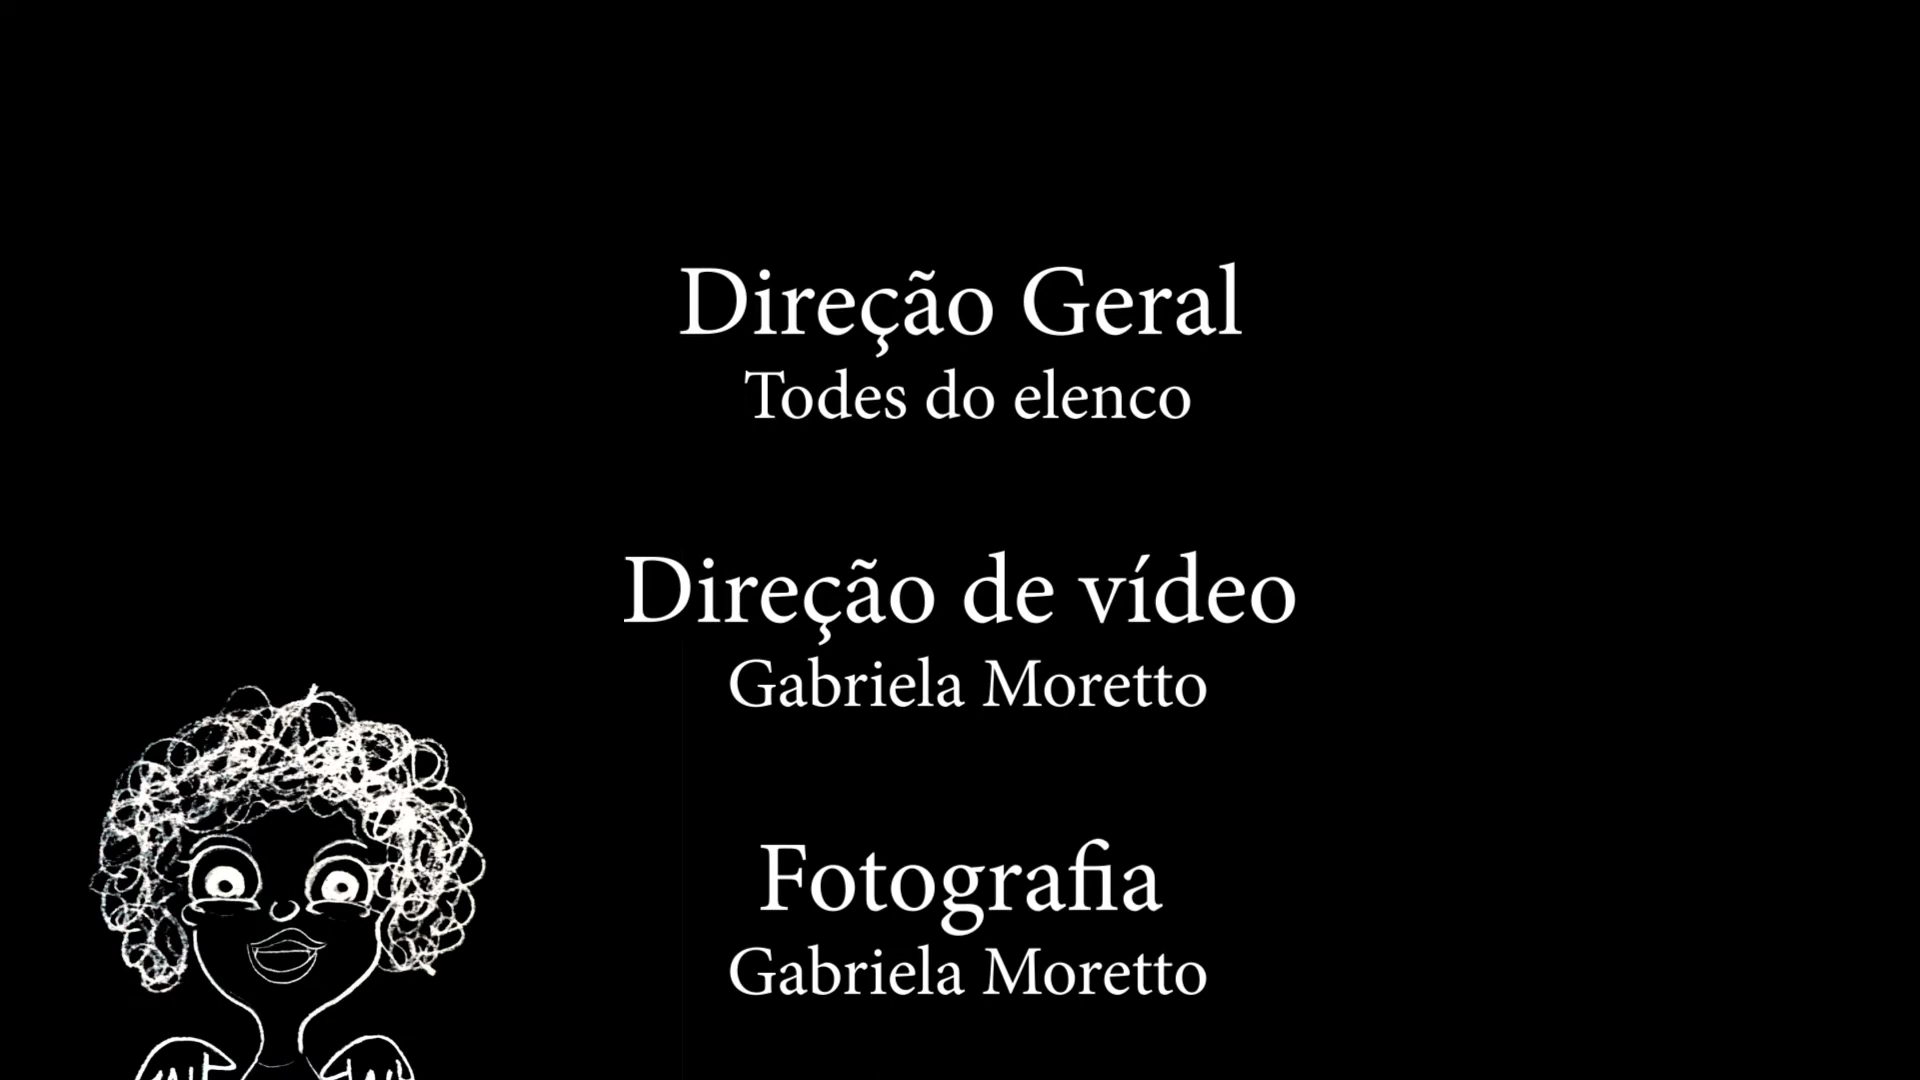 Direção Geral
Todes do elenco
Direção de vídeo
Gabriela Moretto
Fotografia
Gabriela Moretto